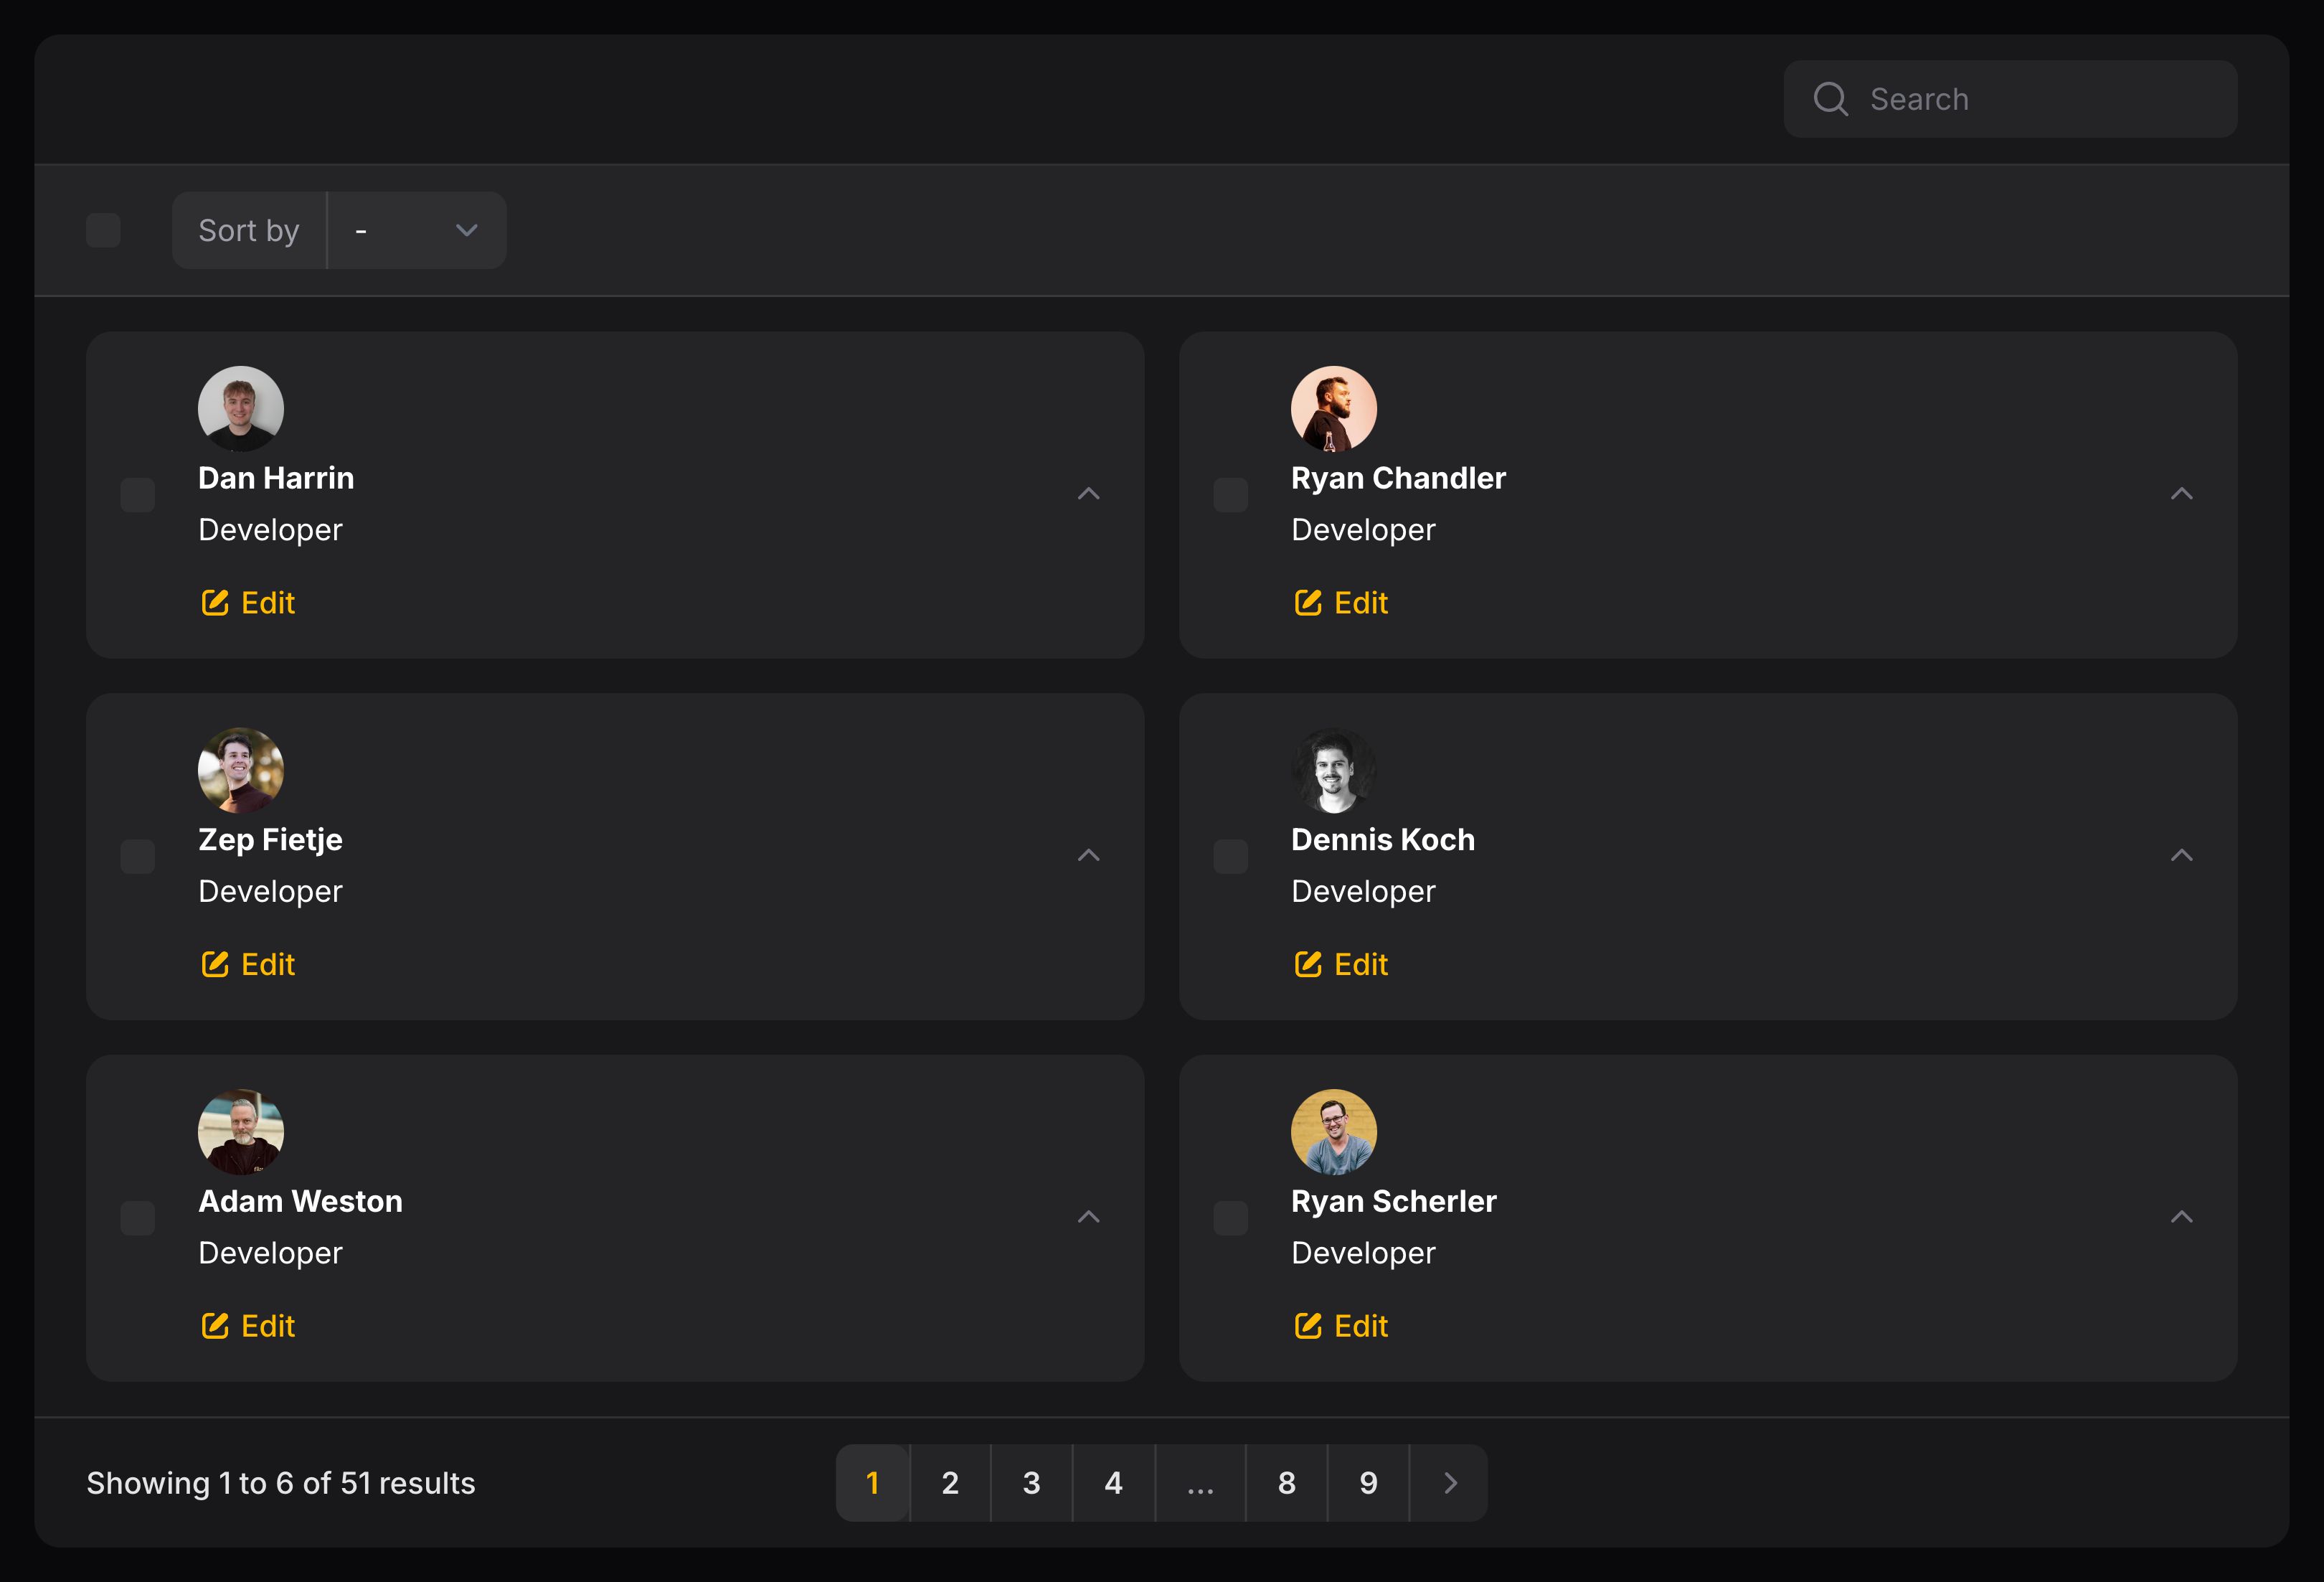 Search
Sort by -
Dan Harrin
Developer
Edit
Ryan Chandler
Developer
Edit
Zep Fietje
Developer
Edit
Dennis Koch
Developer
Edit
Adam Weston
Developer
Edit
Ryan Scherler
Developer
Edit
Showing 1 to 6 of 51 results
1 2 3 4 ... 8 9